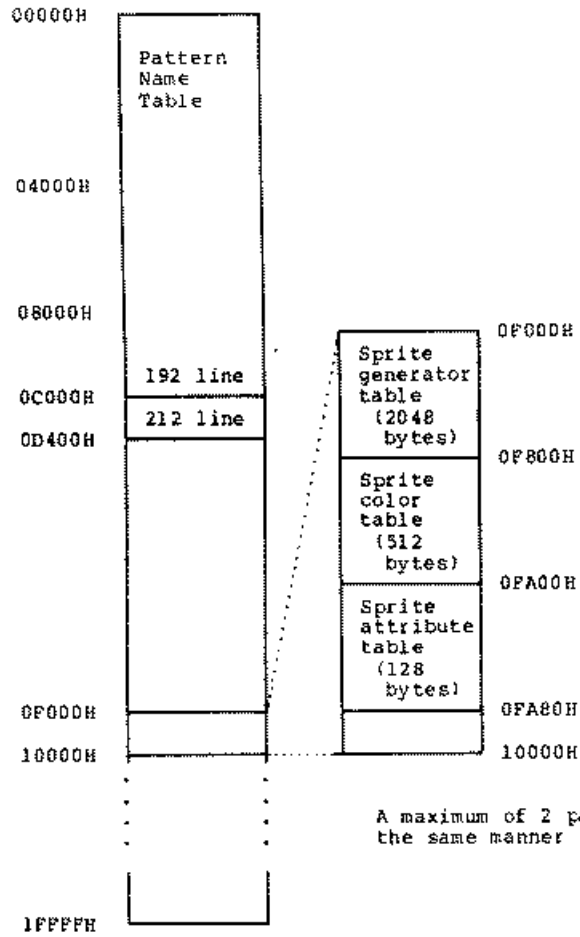 00000H
Pattern
Name
Table
04000H
08000H
192 line
0C000H
212 line
0D400H
0F000H
10000H
1FFFFH
0F000H
Sprite
generator
table
(2048
bytes)
0F800H
Sprite
color
table
(512
bytes)
0FA00H
Sprite
attribute
table
(128
bytes)
0FA80H
10000H
A maximum of 2 p
the same manner